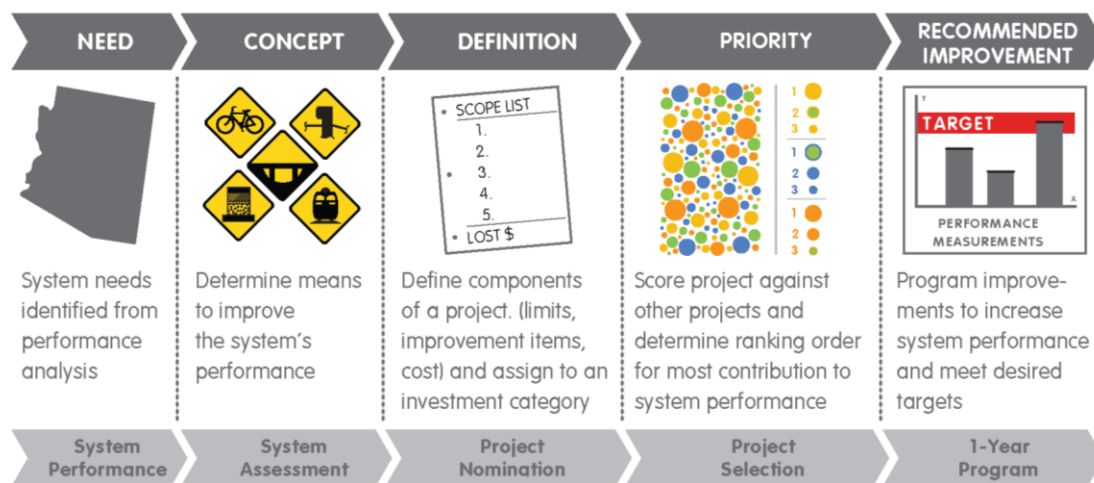 NEED
CONCEPT
DEFINITION
PRIORITY
RECOMMENDED
IMPROVEMENT
SCOPE LIST
1.
2.
3.
4.
5.
LOST $
1
2
3
1
2
3
1
2
3
Y
TARGET
X
PERFORMANCE
MEASUREMENTS
System needs
identified from
performance
analysis
Determine means
to improve
the system's
performance
Define components
of a project. (limits,
improvement items,
cost) and assign to an
investment category
Score project against
other projects and
determine ranking order
for most contribution to
system performance
Program improve-
ments to increase
system performance
and meet desired
targets
System
Performance
System
Assessment
Project
Nomination
Project
Selection
1-Year
Program